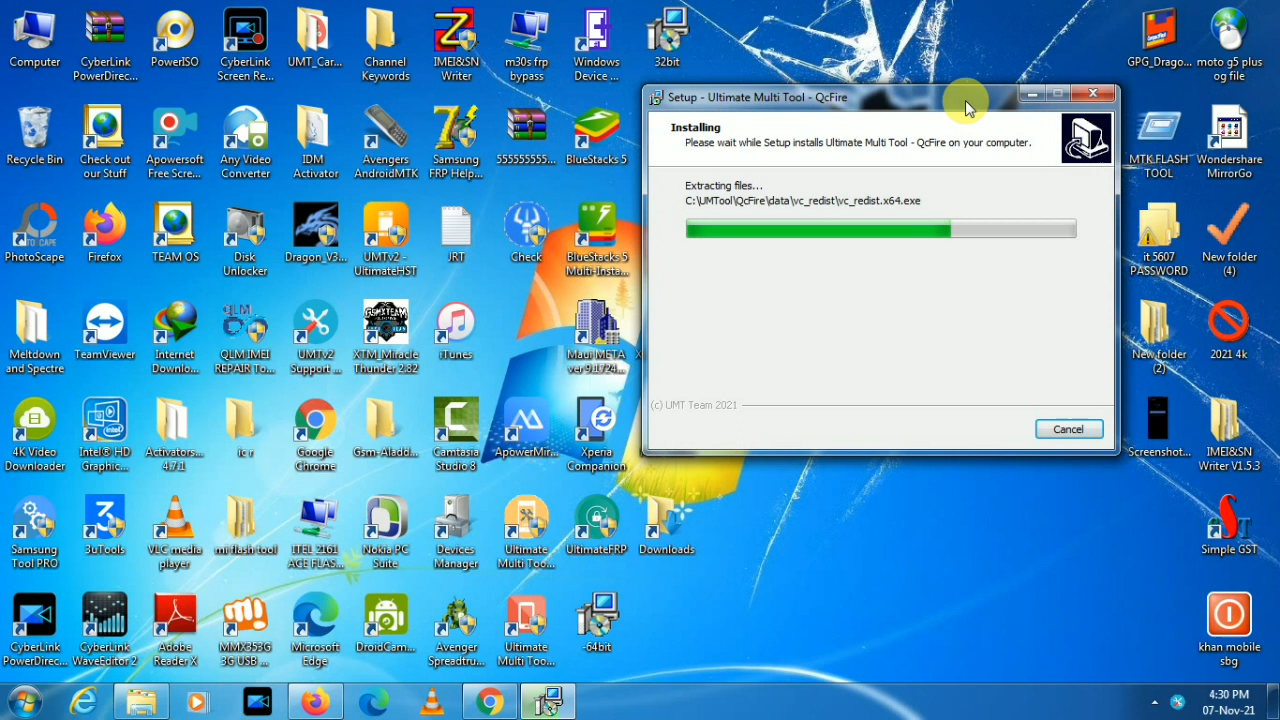 Computer
CyberLink
PowerDirec...
PowerISO
CyberLink
Screen Re...
UMT_Car...
Channel
Keywords
IMEI&SN
Writer
m30s frp
bypass
Windows
Device ...
32bit
GPG_Drago...
moto g5 plus
og file
Recycle Bin
Check out
our Stuff
Apowersoft
Free Scree...
Any Video
Converter
IDM
Activator
Avengers
AndroidMTK
Samsung
FRP Help...
555555555...
BlueStacks 5
MTK FLASH
TOOL
Wondershare
MirrorGo
PhotoScape
Firefox
TEAM OS
Disk
Unlocker
Dragon_V3...
UMTv2 -
UltimateHST
JRT
Check
BlueStacks 5
Multi-Insta...
it 5607
PASSWORD
New folder
(4)
Meltdown
and Spectre
TeamViewer
Internet
Downlo...
QLM IMEI
REPAIR To...
UMTv2
Support ...
XTM_Miracle
Thunder 2.82
iTunes
Maui META
ver 9.1724...
New folder
(2)
2021 4k
4K Video
Downloader
Intel® HD
Graphic...
Activators...
4.7.1
ic r
Google
Chrome
Gsm-Aladd...
Camtasia
Studio 8
ApowerMir...
Xperia
Companion
Screenshot...
IMEI&SN
Writer V1.5.3
Samsung
Tool PRO
3uTools
VLC media
player
mi flash tool
ITEL 2161
ACE FLAS...
Nokia PC
Suite
Devices
Manager
Ultimate
Multi Too...
UltimateFRP
Downloads
Simple GST
CyberLink
PowerDirec...
CyberLink
WaveEditor 2
Adobe
Reader X
MMX353G
3G USB ...
Microsoft
Edge
DroidCam...
Avenger
Spreadtru...
Ultimate
Multi Too...
-64bit
khan mobile
sbg
Setup - Ultimate Multi Tool - QcFire
Installing
Please wait while Setup installs Ultimate Multi Tool - QcFire on your computer.
Extracting files...
C:\UMTool\QcFire\data\vc_redist\vc_redist.x64.exe
(c) UMT Team 2021
Cancel
4:30 PM
07-Nov-21